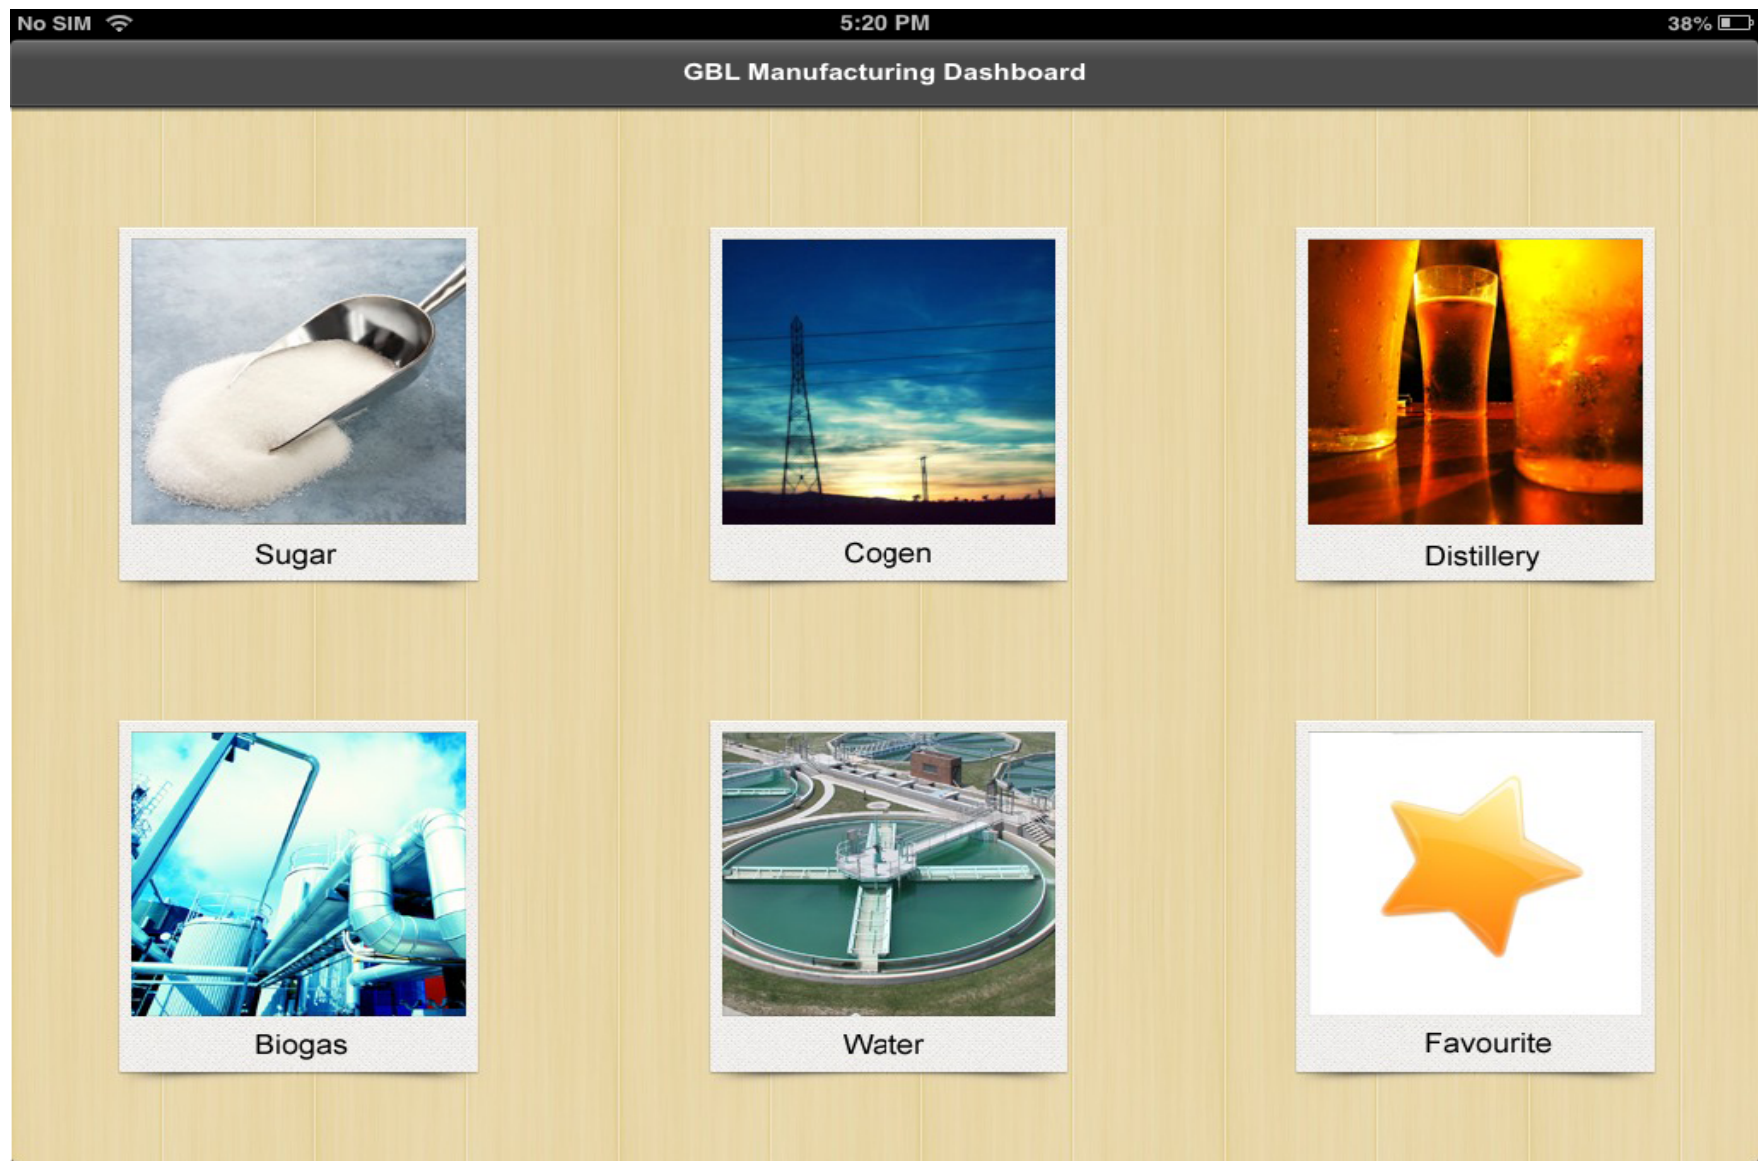 No SIM 5:20 PM 38%
GBL Manufacturing Dashboard
Sugar Cogen Distillery
Biogas Water Favourite